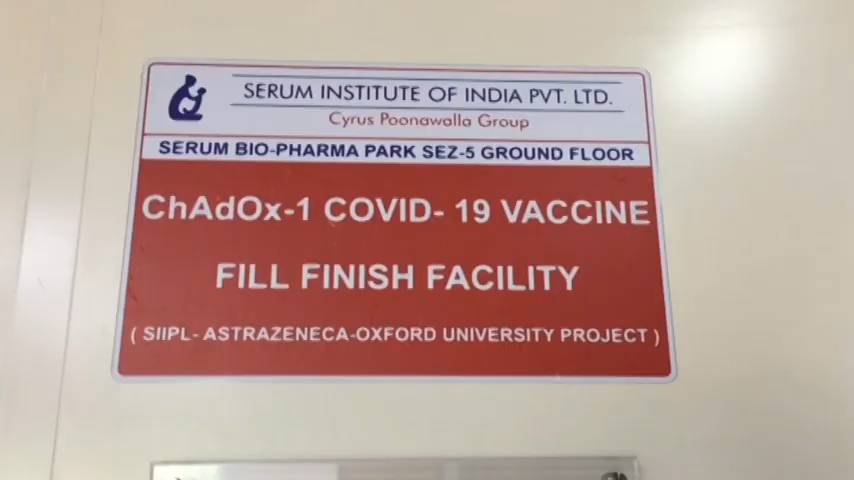 SERUM INSTITUTE OF INDIA PVT. LTD.
Cyrus Poonawalla Group
SERUM BIO-PHARMA PARK SEZ-5 GROUND FLOOR
ChAdOx-1 COVID- 19 VACCINE
FILL FINISH FACILITY
( SIIPL- ASTRAZENECA-OXFORD UNIVERSITY PROJECT )